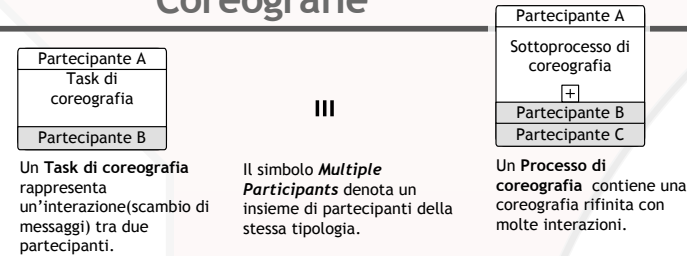 Coreografie
Partecipante A
Task di
coreografia
Partecipante B
Un Task di coreografia
rappresenta
un'interazione(scambio di
messaggi) tra due
partecipanti.
III
Il simbolo Multiple
Participants denota un
insieme di partecipanti della
stessa tipologia.
Partecipante A
Sottoprocesso di
coreografia
+
Partecipante B
Partecipante C
Un Processo di
coreografia contiene una
coreografia rifinita con
molte interazioni.